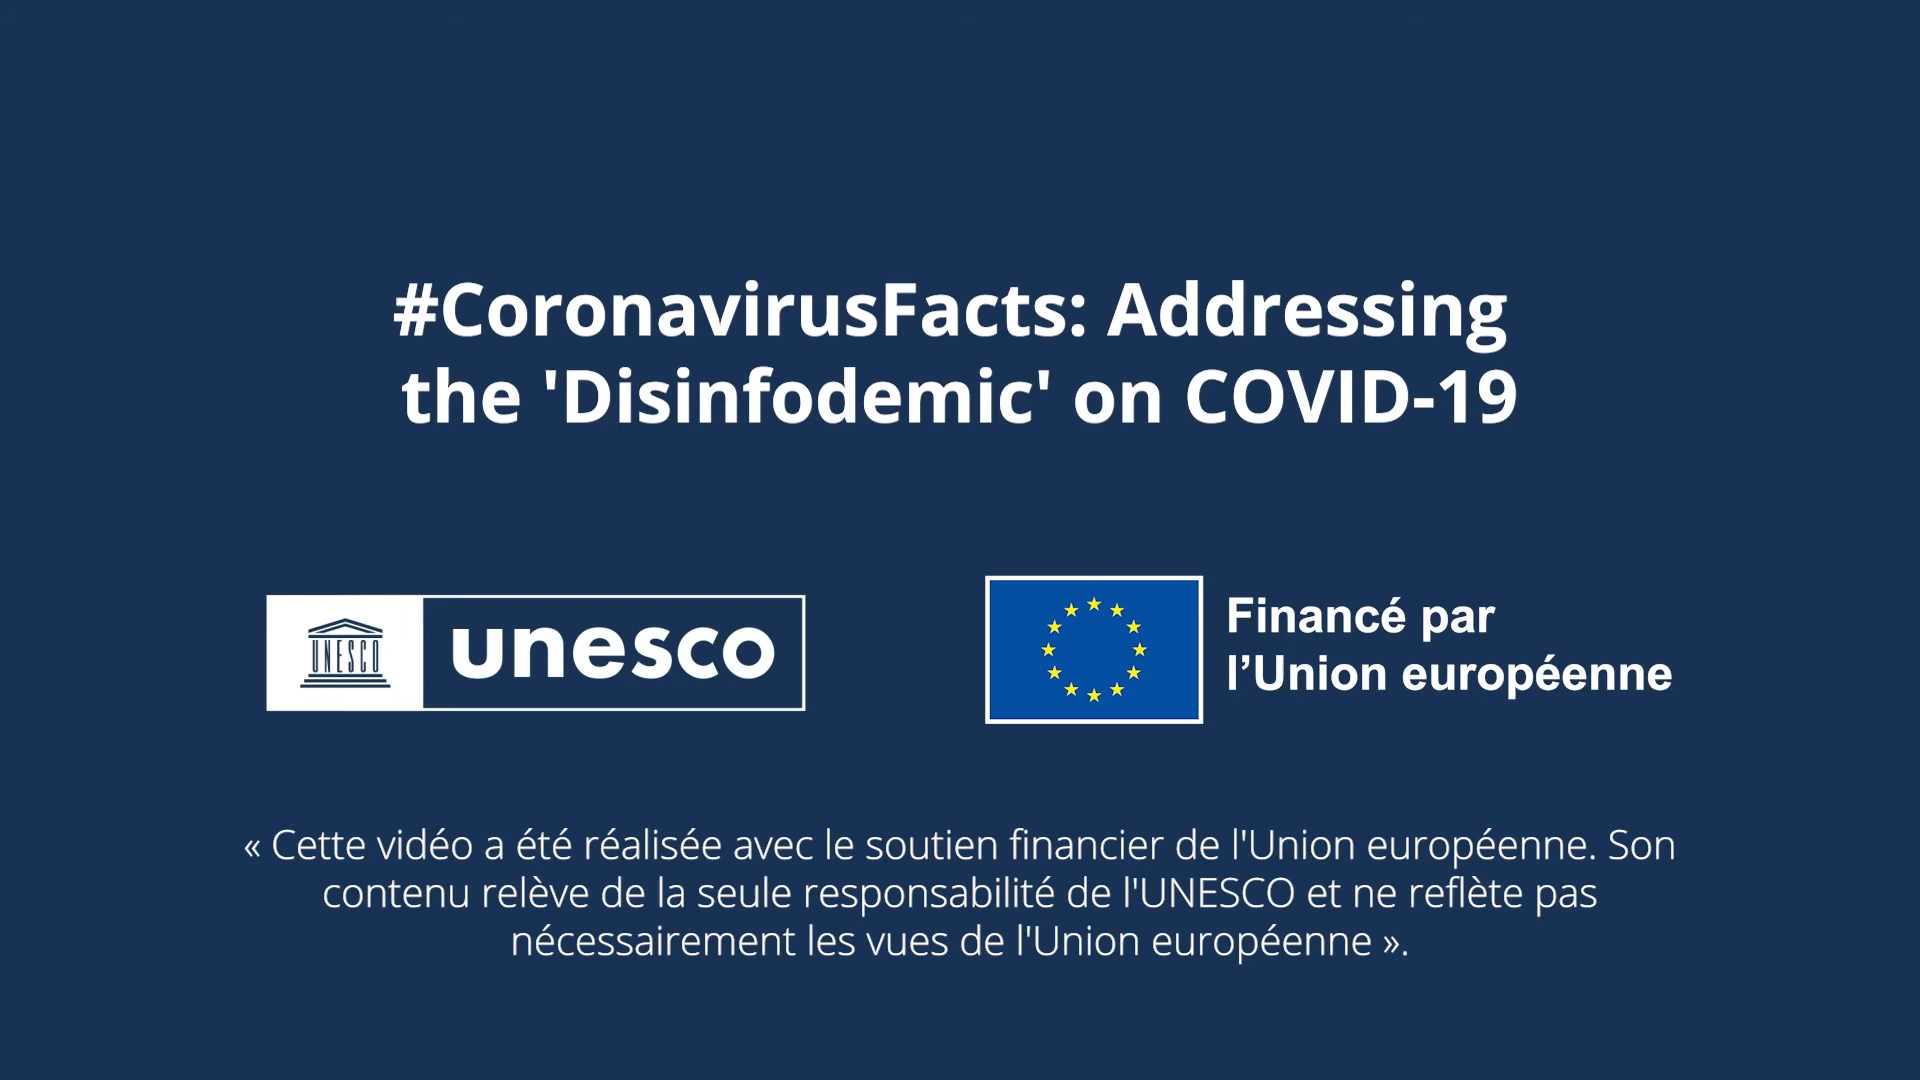 #CoronavirusFacts: Addressing
the 'Disinfodemic' on COVID-19
UNESCO
unesco
Financé par
l’Union européenne
« Cette vidéo a été réalisée avec le soutien financier de l'Union européenne. Son
contenu relève de la seule responsabilité de l'UNESCO et ne reflète pas
nécessairement les vues de l'Union européenne ».